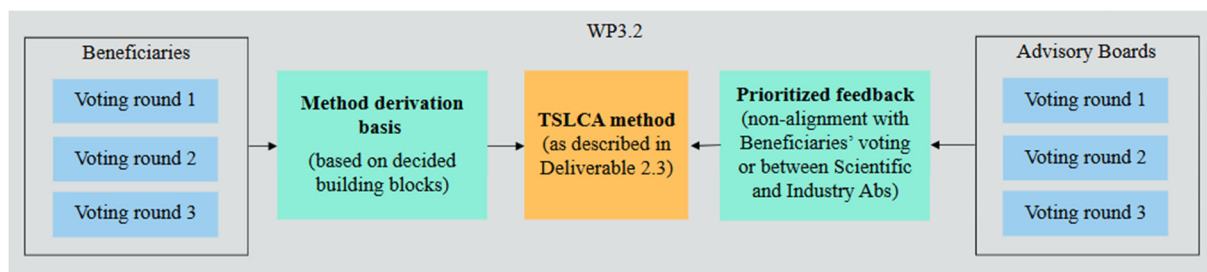 WP3.2
Beneficiaries
Voting round 1
Voting round 2
Voting round 3
Method derivation
basis
(based on decided
building blocks)
TSLCA method
(as described in
Deliverable 2.3)
Prioritized feedback
(non-alignment with
Beneficiaries' voting
or between Scientific
and Industry Abs)
Advisory Boards
Voting round 1
Voting round 2
Voting round 3